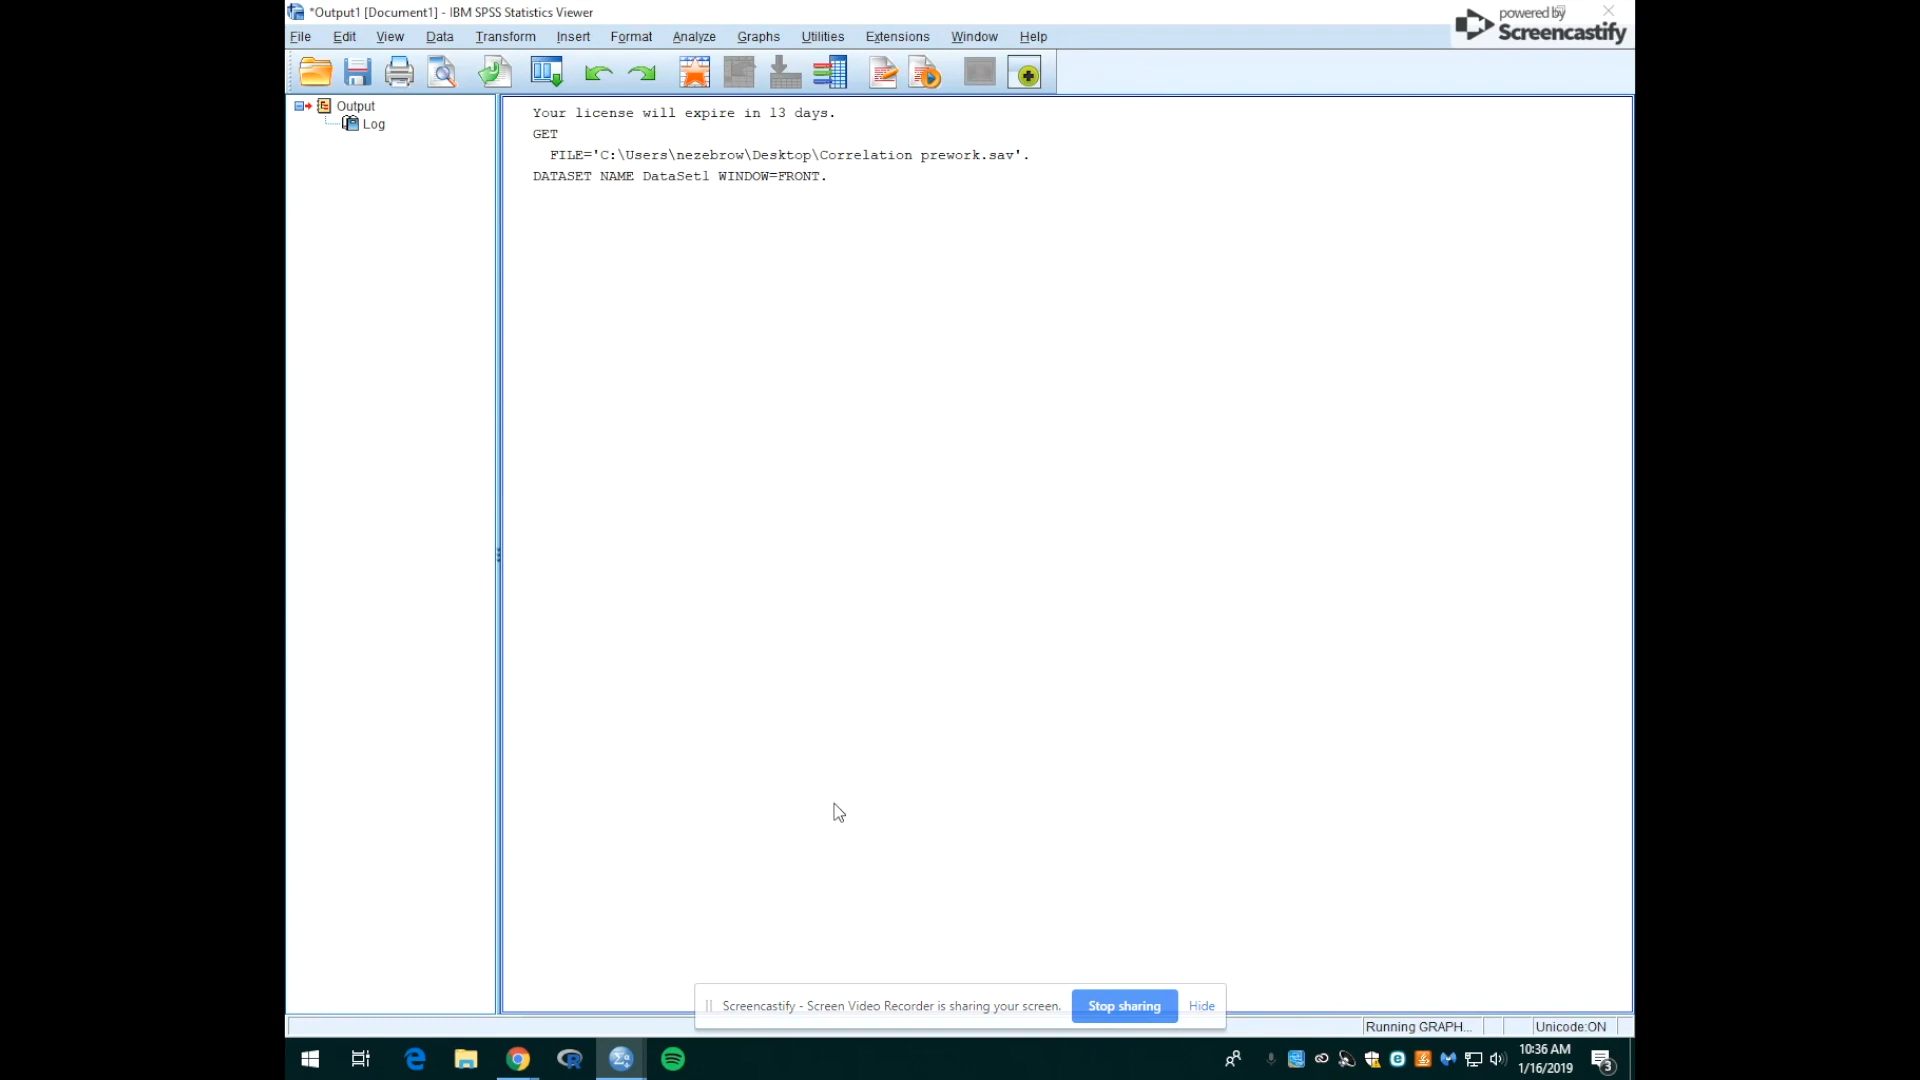 *Output1 [Document1] - IBM SPSS Statistics Viewer
powered by
Screencastify
File Edit View Data Transform Insert Format Analyze Graphs Utilities Extensions Window Help
Output
Log
Your license will expire in 13 days.
GET
FILE='C:\Users\nezebrow\Desktop\Correlation prework.sav'.
DATASET NAME DataSet1 WINDOW=FRONT.
Screencastify - Screen Video Recorder is sharing your screen. Stop sharing Hide
Running GRAPH... Unicode:ON
10:36 AM
1/16/2019
3